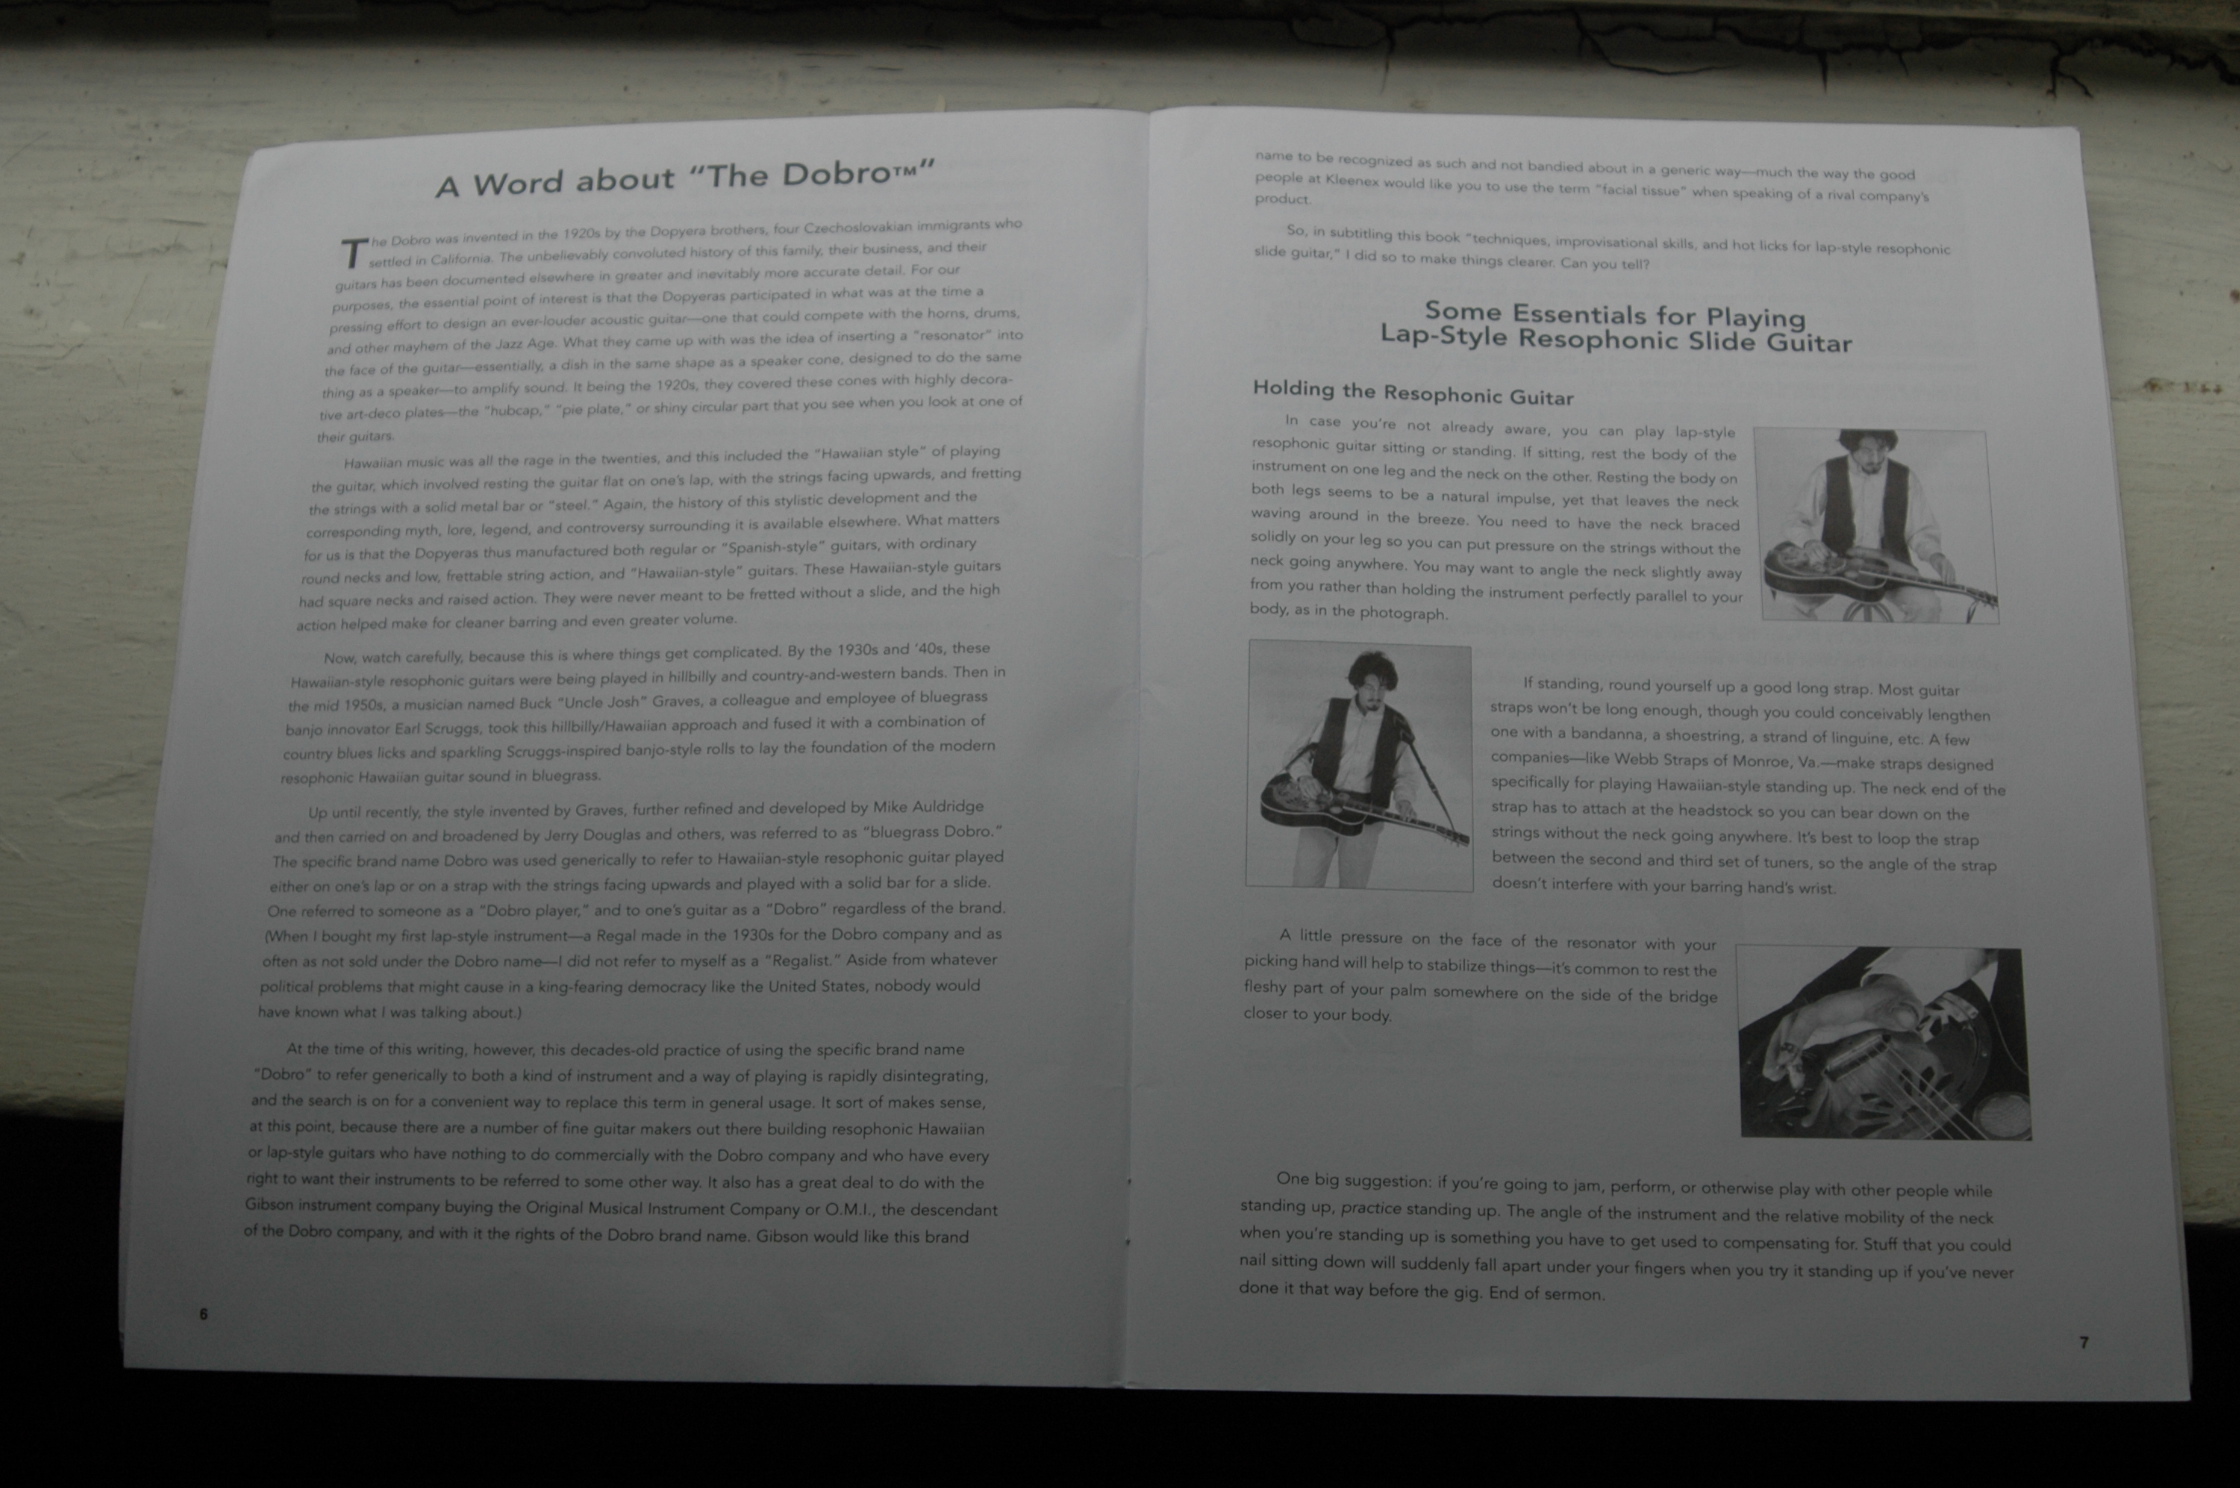 A Word about "The Dobro™"
The Dobro was invented in the 1920s by the Dopyera brothers, four Czechoslovakian immigrants who
settled in California. The unbelievably convoluted history of this family, their business, and their
guitars has been documented elsewhere in greater and inevitably more accurate detail. For our
purposes, the essential point of interest is that the Dopyeras participated in what was at the time a
pressing effort to design an ever-louder acoustic guitar—one that could compete with the horns, drums,
and other mayhem of the Jazz Age. What they came up with was the idea of inserting a "resonator" into
the face of the guitar—essentially, a dish in the same shape as a speaker cone, designed to do the same
thing as a speaker—to amplify sound. It being the 1920s, they covered these cones with highly decora-
tive art-deco plates—the "hubcap," "pie plate," or shiny circular part that you see when you look at one of
their guitars.
Hawaiian music was all the rage in the twenties, and this included the "Hawaiian style" of playing
the guitar, which involved resting the guitar flat on one's lap, with the strings facing upwards, and fretting
the strings with a solid metal bar or "steel." Again, the history of this stylistic development and the
corresponding myth, lore, legend, and controversy surrounding it is available elsewhere. What matters
for us is that the Dopyeras thus manufactured both regular or "Spanish-style" guitars, with ordinary
round necks and low, frettable string action, and "Hawaiian-style" guitars. These Hawaiian-style guitars
had square necks and raised action. They were never meant to be fretted without a slide, and the high
action helped make for cleaner barring and even greater volume.
Now, watch carefully, because this is where things get complicated. By the 1930s and '40s, these
Hawaiian-style resophonic guitars were being played in hillbilly and country-and-western bands. Then in
the mid 1950s, a musician named Buck "Uncle Josh" Graves, a colleague and employee of bluegrass
banjo innovator Earl Scruggs, took this hillbilly/Hawaiian approach and fused it with a combination of
country blues licks and sparkling Scruggs-inspired banjo-style rolls to lay the foundation of the modern
resophonic Hawaiian guitar sound in bluegrass.
Up until recently, the style invented by Graves, further refined and developed by Mike Auldridge
and then carried on and broadened by Jerry Douglas and others, was referred to as "bluegrass Dobro."
The specific brand name Dobro was used generically to refer to Hawaiian-style resophonic guitar played
either on one's lap or on a strap with the strings facing upwards and played with a solid bar for a slide.
One referred to someone as a "Dobro player," and to one's guitar as a "Dobro" regardless of the brand.
(When I bought my first lap-style instrument—a Regal made in the 1930s for the Dobro company and as
often as not sold under the Dobro name—I did not refer to myself as a "Regalist." Aside from whatever
political problems that might cause in a king-fearing democracy like the United States, nobody would
have known what I was talking about.)
At the time of this writing, however, this decades-old practice of using the specific brand name
"Dobro" to refer generically to both a kind of instrument and a way of playing is rapidly disintegrating,
and the search is on for a convenient way to replace this term in general usage. It sort of makes sense,
at this point, because there are a number of fine guitar makers out there building resophonic Hawaiian
or lap-style guitars who have nothing to do commercially with the Dobro company and who have every
right to want their instruments to be referred to some other way. It also has a great deal to do with the
Gibson instrument company buying the Original Musical Instrument Company or O.M.I., the descendant
of the Dobro company, and with it the rights of the Dobro brand name. Gibson would like this brand
6
name to be recognized as such and not bandied about in a generic way—much the way the good
people at Kleenex would like you to use the term "facial tissue" when speaking of a rival company's
product.
So, in subtitling this book "techniques, improvisational skills, and hot licks for lap-style resophonic
slide guitar," I did so to make things clearer. Can you tell?
Some Essentials for Playing
Lap-Style Resophonic Slide Guitar
Holding the Resophonic Guitar
In case you're not already aware, you can play lap-style
resophonic guitar sitting or standing. If sitting, rest the body of the
instrument on one leg and the neck on the other. Resting the body on
both legs seems to be a natural impulse, yet that leaves the neck
waving around in the breeze. You need to have the neck braced
solidly on your leg so you can put pressure on the strings without the
neck going anywhere. You may want to angle the neck slightly away
from you rather than holding the instrument perfectly parallel to your
body, as in the photograph.
If standing, round yourself up a good long strap. Most guitar
straps won't be long enough, though you could conceivably lengthen
one with a bandanna, a shoestring, a strand of linguine, etc. A few
companies—like Webb Straps of Monroe, Va.—make straps designed
specifically for playing Hawaiian-style standing up. The neck end of the
strap has to attach at the headstock so you can bear down on the
strings without the neck going anywhere. It's best to loop the strap
between the second and third set of tuners, so the angle of the strap
doesn't interfere with your barring hand's wrist.
A little pressure on the face of the resonator with your
picking hand will help to stabilize things—it's common to rest the
fleshy part of your palm somewhere on the side of the bridge
closer to your body.
One big suggestion: if you're going to jam, perform, or otherwise play with other people while
standing up, practice standing up. The angle of the instrument and the relative mobility of the neck
when you're standing up is something you have to get used to compensating for. Stuff that you could
nail sitting down will suddenly fall apart under your fingers when you try it standing up if you've never
done it that way before the gig. End of sermon.
7